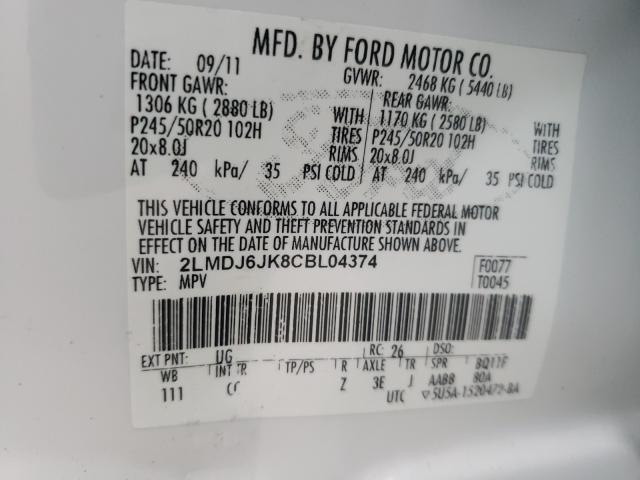 MFD. BY FORD MOTOR CO.
DATE: 09/11 GVWR: 2468 KG (5440 LB)
FRONT GAWR: REAR GAWR:
1306 KG (2880 LB) WITH 1170 KG (2580 LB) WITH
P245/50R20 102H TIRES P245/50R20 102H TIRES
20x8.0J RIMS 20x8.0J RIMS
AT 240 kPa/ 35 PSI COLD AT 240 kPa/ 35 PSI COLD
THIS VEHICLE CONFORMS TO ALL APPLICABLE FEDERAL MOTOR
VEHICLE SAFETY AND THEFT PREVENTION STANDARDS IN
EFFECT ON THE DATE OF MANUFACTURE SHOWN ABOVE.
VIN: 2LMDJ6JK8CBL04374 F0077
TYPE: MPV T0045
EXT PNT: UG RC: 26 DSO:
WB INT TR TP/PS R AXLE TR SPR BQ11F
111 Z 3E J AABB 80A
UTC ▽5U5A-1520472-BA